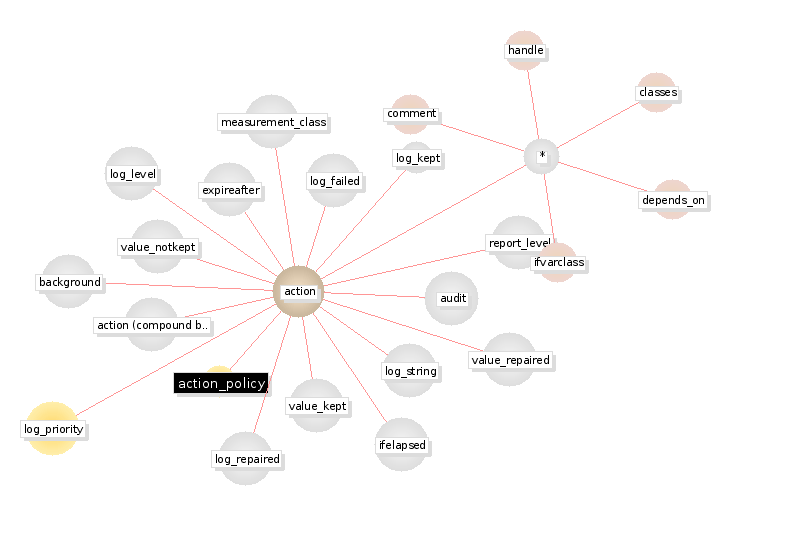 handle
classes
comment
measurement_class
log_kept
*
log_level
log_failed
expireafter
depends_on
value_notkept
report_level
ifvarclass
background
action
audit
action (compound b..
value_repaired
log_string
action_policy
value_kept
log_priority
ifelapsed
log_repaired